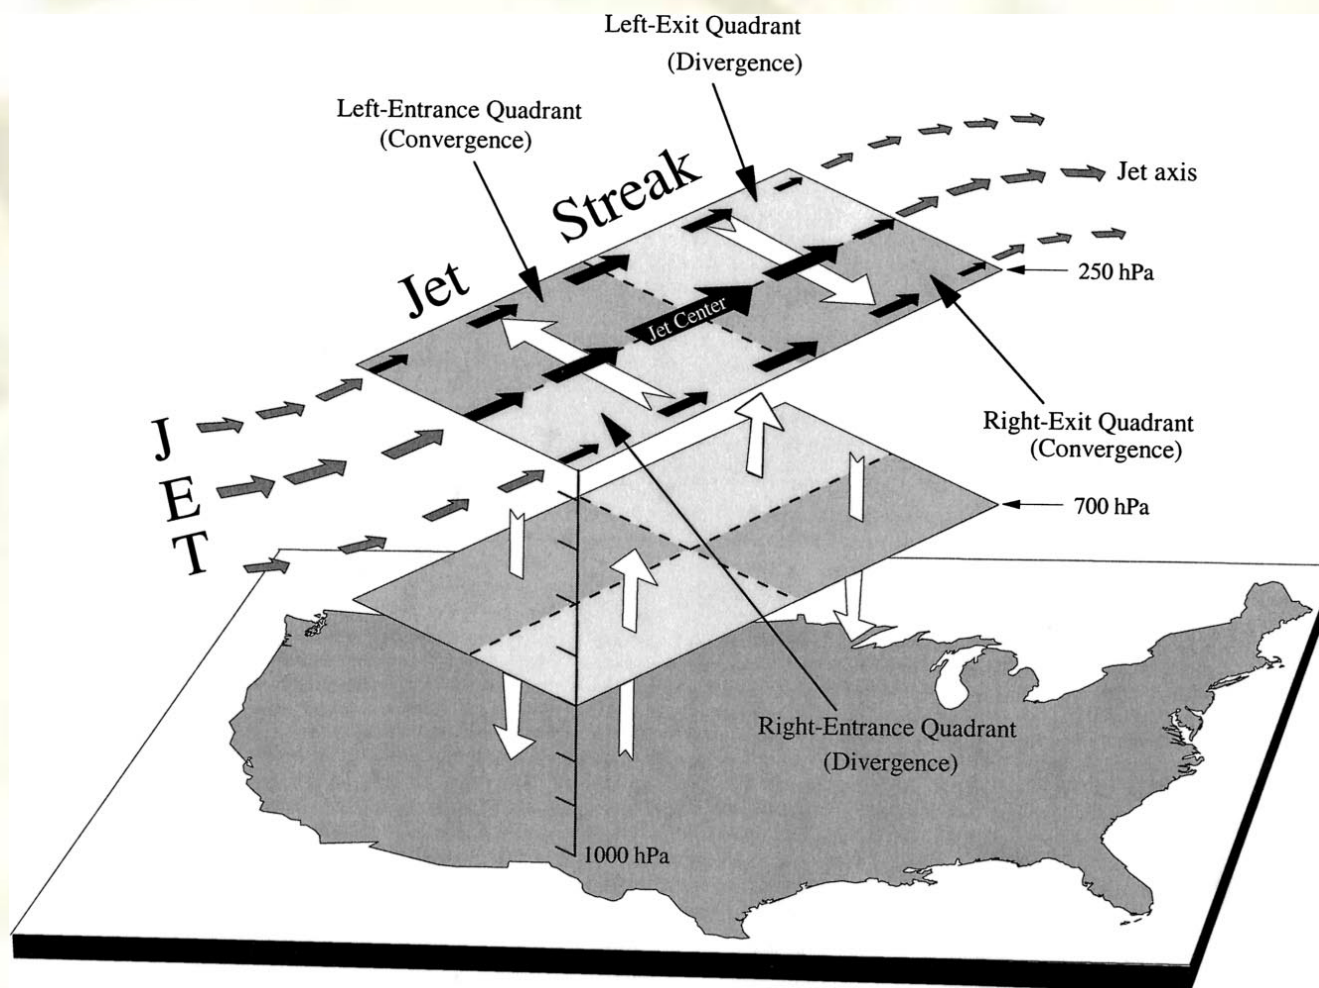 Left-Exit Quadrant
(Divergence)
Left-Entrance Quadrant
(Convergence)
Jet Streak
Jet axis
250 hPa
Jet Center
JET
Right-Exit Quadrant
(Convergence)
700 hPa
Right-Entrance Quadrant
(Divergence)
1000 hPa